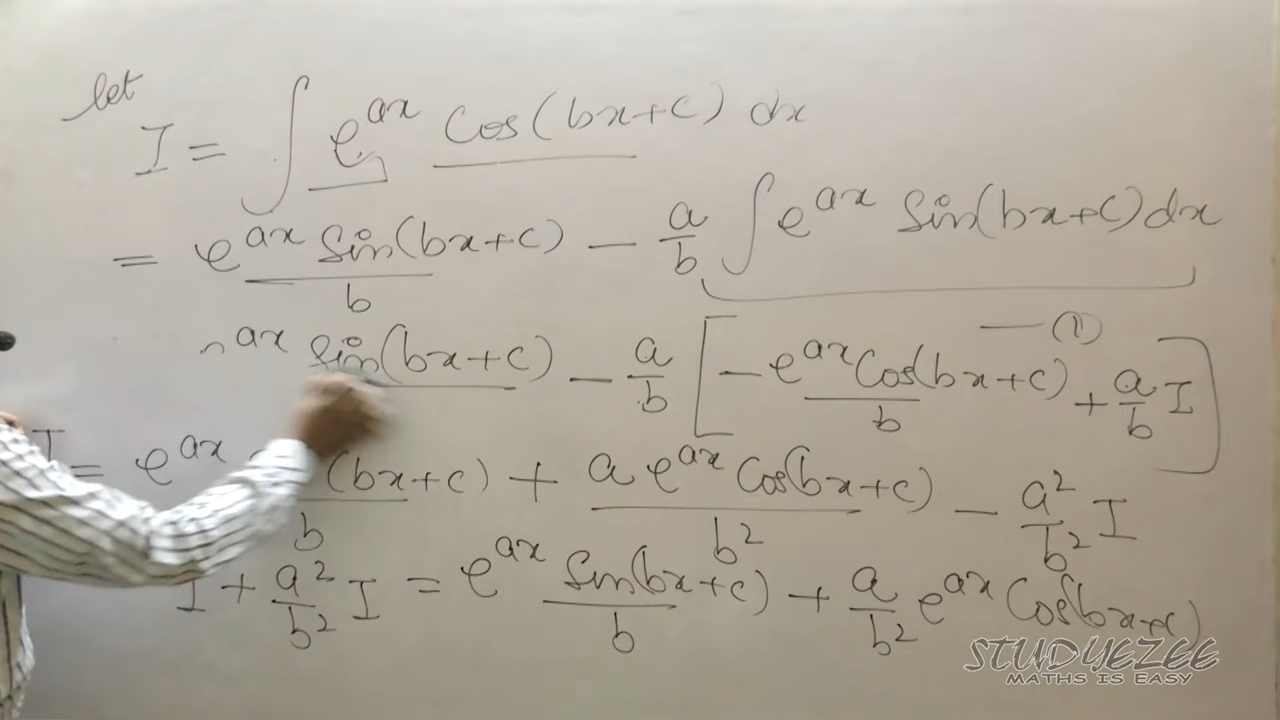 let
I = ∫ e^{ax} Cos(bx+c) dx
= e^{ax} Sin(bx+c)/b - a/b ∫ e^{ax} Sin(bx+c) dx
— (1)
^{ax} Sin(bx+c) - a/b [ - e^{ax} Cos(bx+c)/b + a/b I ]
I = e^{ax} (bx+c)/b + a e^{ax} Cos(bx+c)/b² - a²/b² I
I + a²/b² I = e^{ax} Sin(bx+c)/b + a/b² e^{ax} Cos(bx+c)
STUDYEZEE
MATHS IS EASY